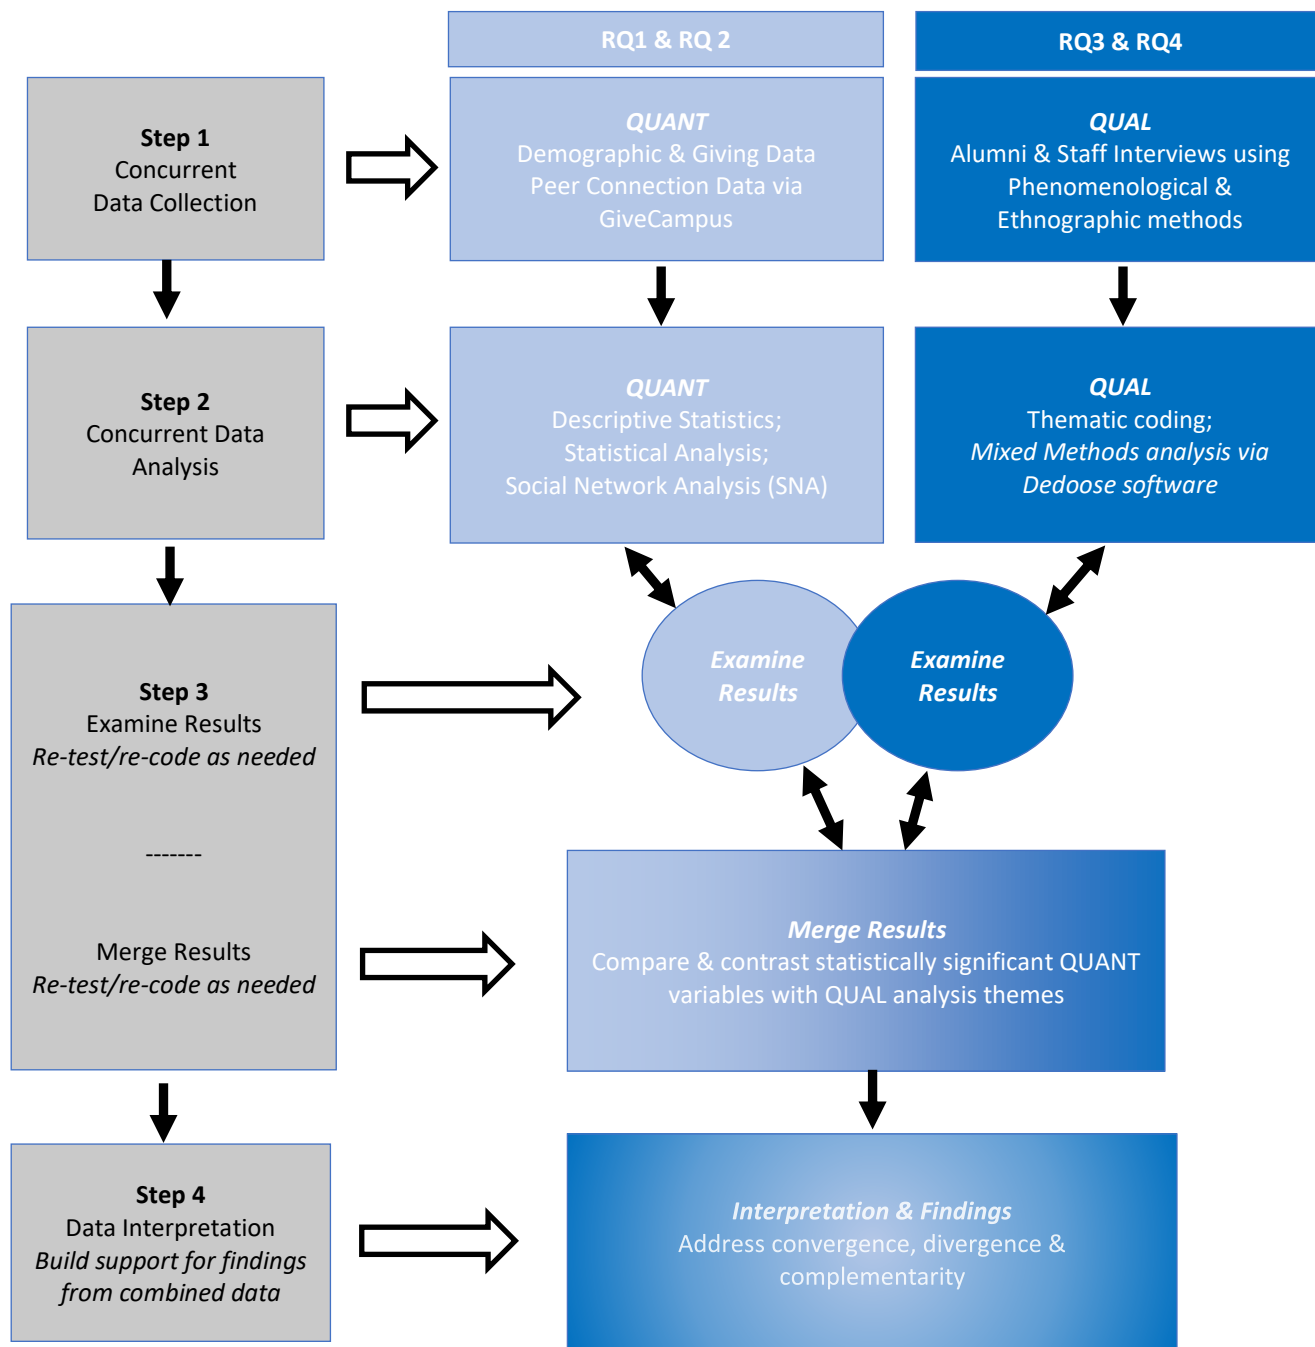 RQ1 & RQ 2
RQ3 & RQ4
Step 1
Concurrent
Data Collection
QUANT
Demographic & Giving Data
Peer Connection Data via
GiveCampus
QUAL
Alumni & Staff Interviews using
Phenomenological &
Ethnographic methods
Step 2
Concurrent Data
Analysis
QUANT
Descriptive Statistics;
Statistical Analysis;
Social Network Analysis (SNA)
QUAL
Thematic coding;
Mixed Methods analysis via
Dedoose software
Step 3
Examine Results
Re-test/re-code as needed
-------
Merge Results
Re-test/re-code as needed
Examine
Results
Examine
Results
Merge Results
Compare & contrast statistically significant QUANT
variables with QUAL analysis themes
Step 4
Data Interpretation
Build support for findings
from combined data
Interpretation & Findings
Address convergence, divergence &
complementarity